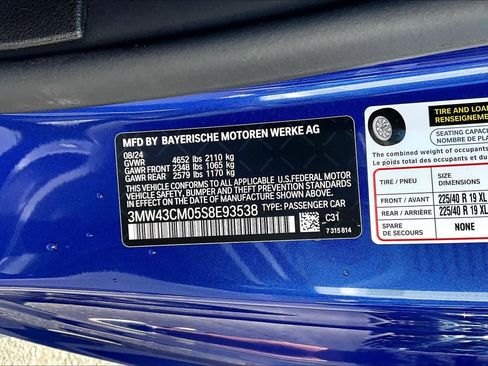 MFD BY BAYERISCHE MOTOREN WERKE AG
08/24
GVWR 4652 lbs 2110 kg
GAWR FRONT 2348 lbs 1065 kg
GAWR REAR 2579 lbs 1170 kg
THIS VEHICLE CONFORMS TO ALL APPLICABLE U.S. FEDERAL MOTOR
VEHICLE SAFETY, BUMPER, AND THEFT PREVENTION STANDARDS IN
EFFECT ON THE DATE OF MANUFACTURE SHOWN ABOVE.
3MW43CM05S8E93538 TYPE: PASSENGER CAR
_C31
7 315 814
TIRE AND LOA
RENSEIGNEME
SEATING CAPACI
NOMBRE DE PLA
The combined weight of occupants
Le poids total des occupants et d
TIRE / PNEU SIZE
DIMENSIONS
FRONT / AVANT 225/40 R 19 XL
REAR / ARRIÈRE 225/40 R 19 XL
SPARE NONE
DE SECOURS